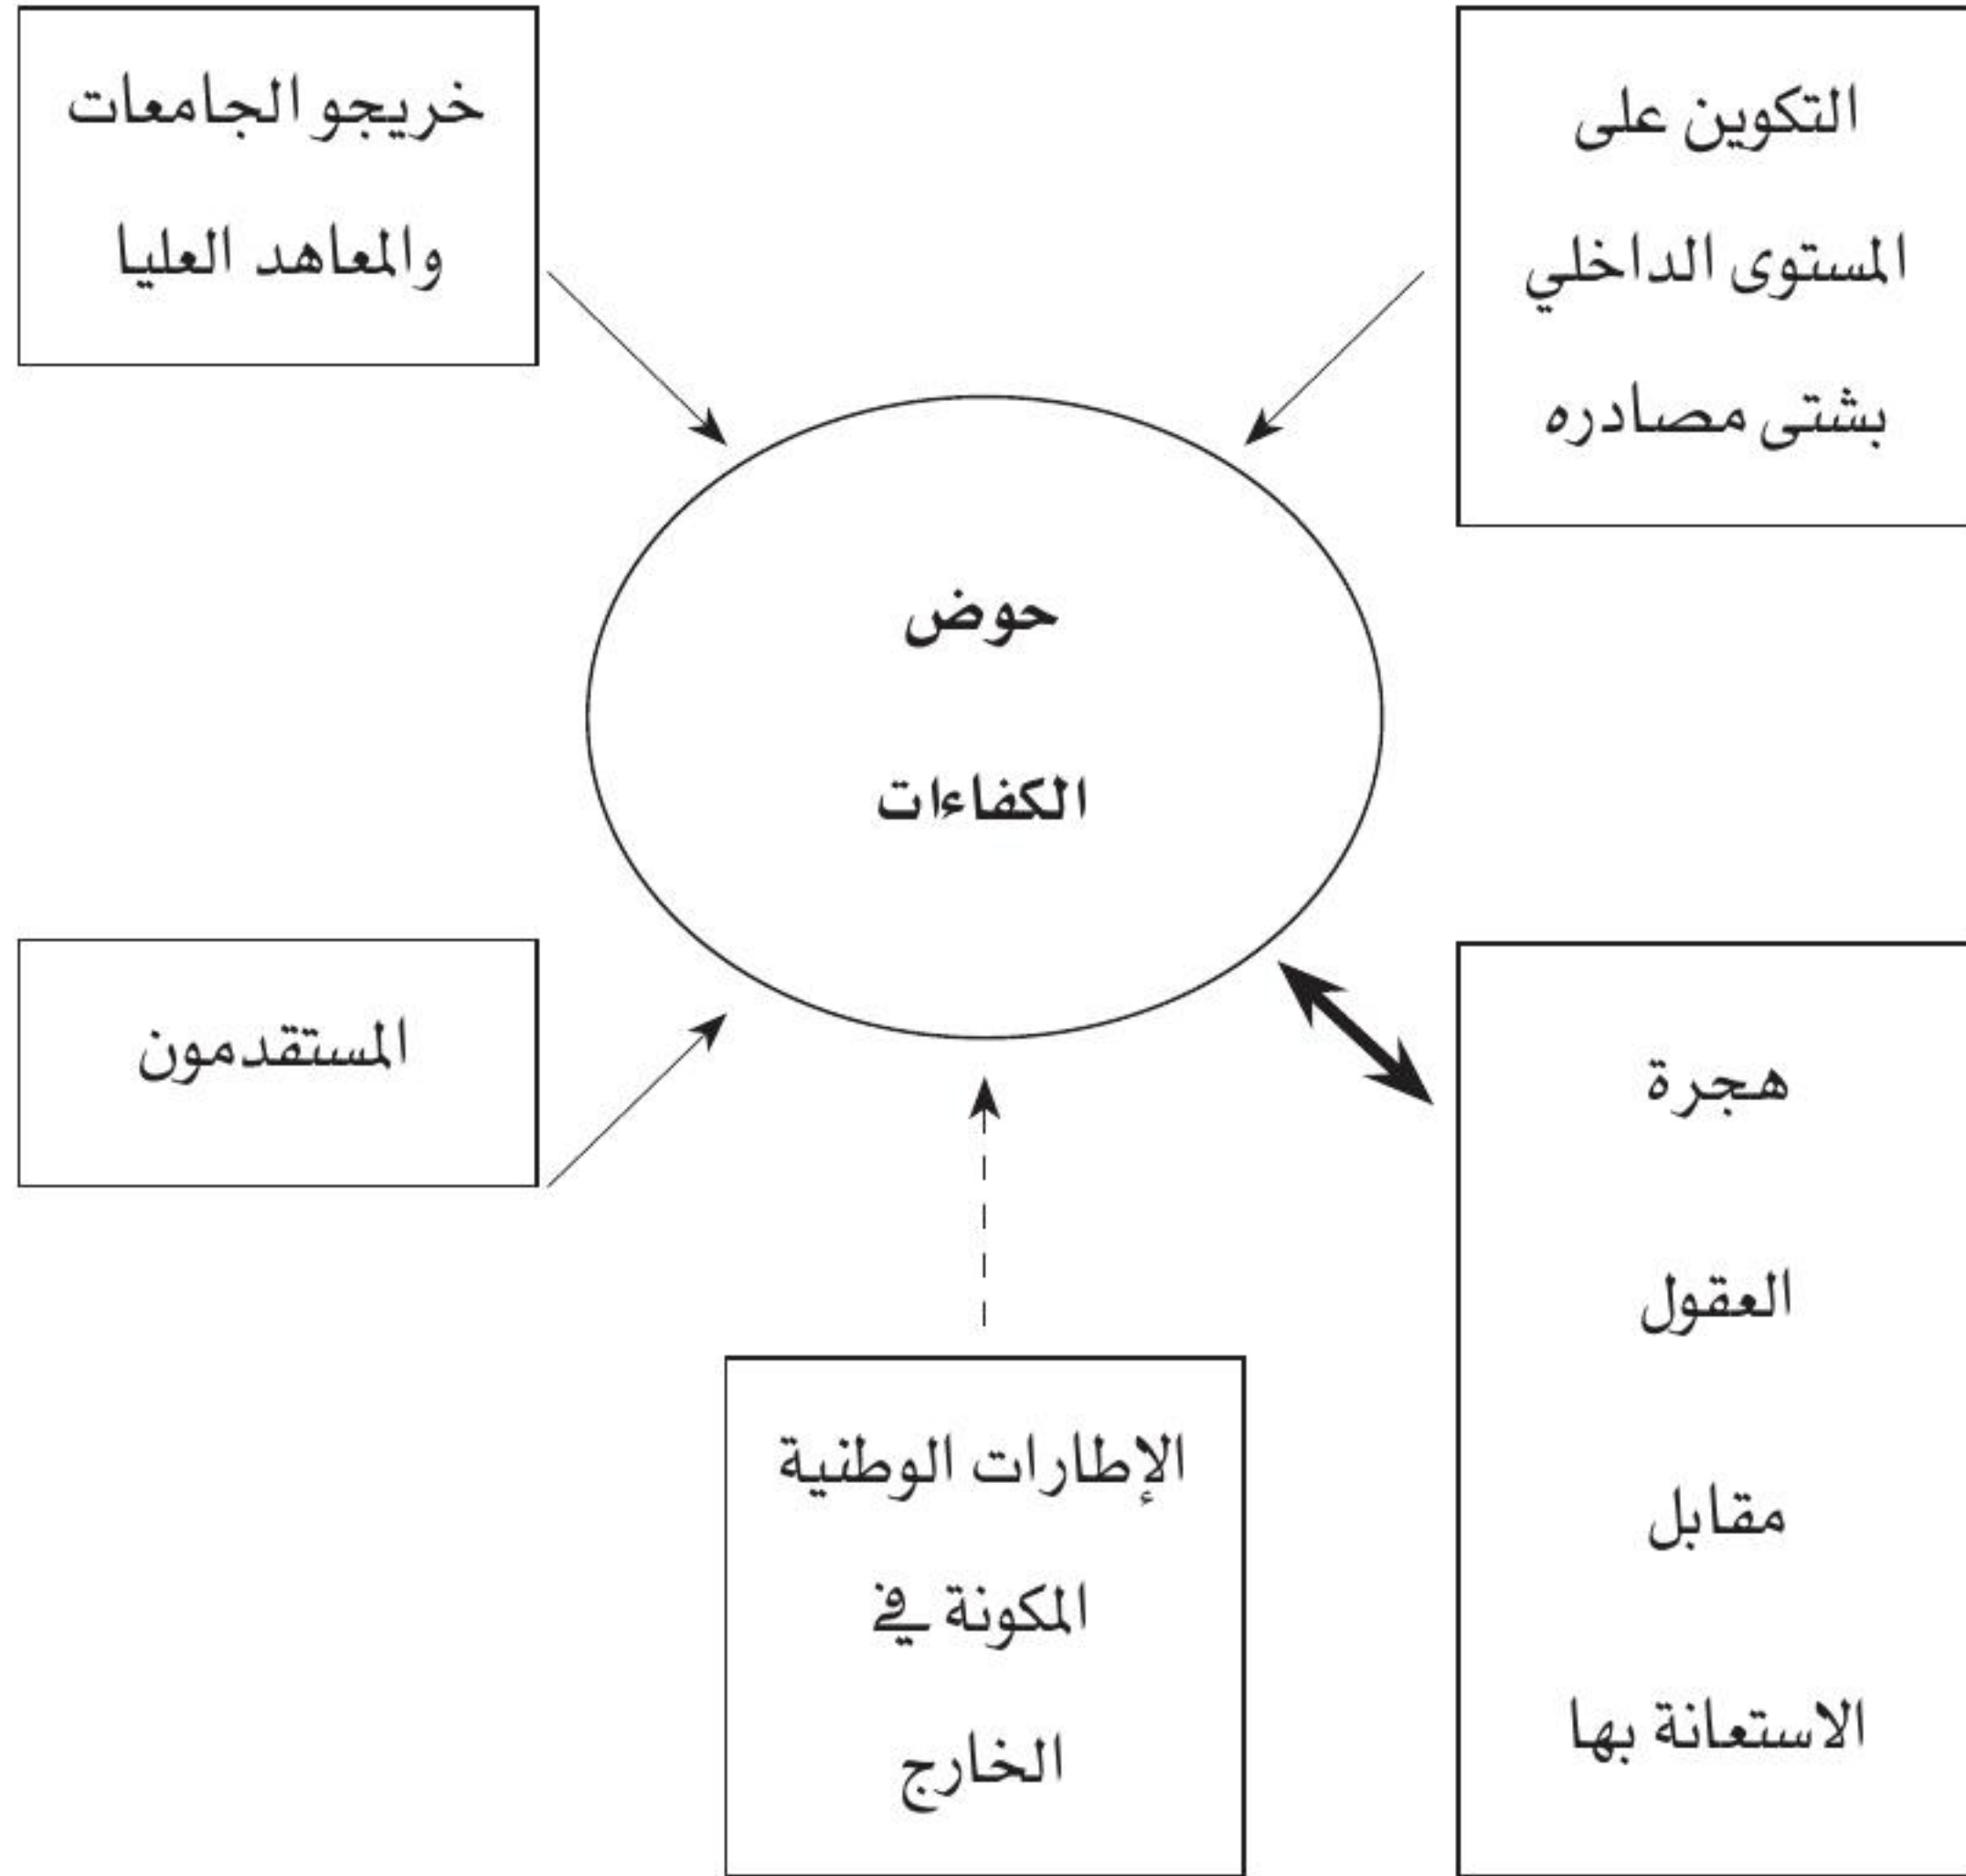 التكوين على
المستوى الداخلي
بشتى مصادره
خريجو الجامعات
والمعاهد العليا
حوض
الكفاءات
هجرة
العقول
مقابل
الاستعانة بها
المستقدمون
الإطارات الوطنية
المكونة في
الخارج